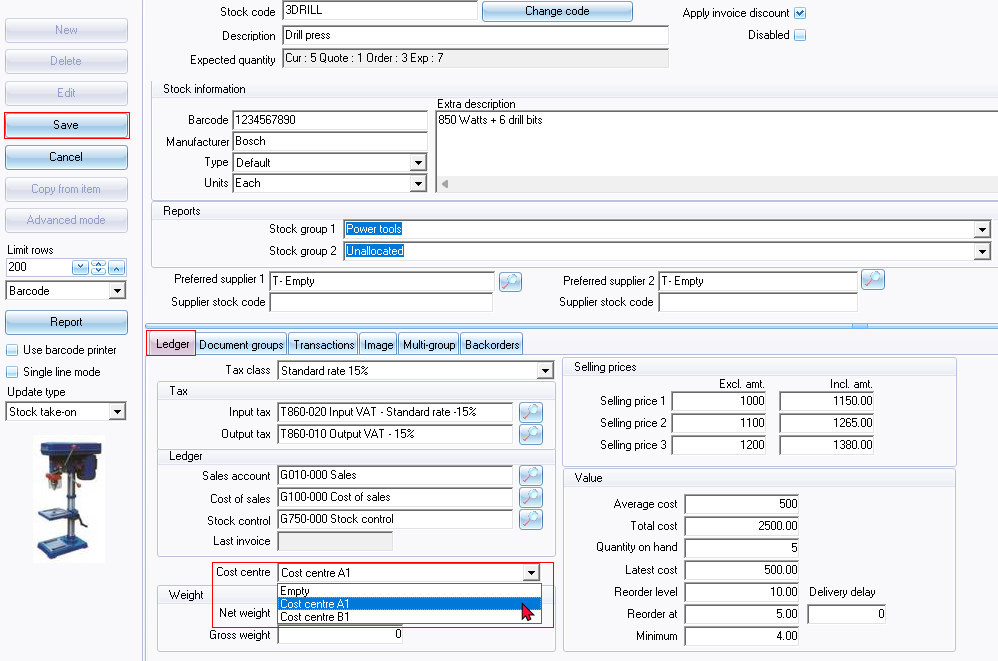 New
Delete
Edit
Save
Cancel
Copy from item
Advanced mode
Limit rows
200
Barcode
Report
Use barcode printer
Single line mode
Update type
Stock take-on
Stock code 3DRILL Change code Apply invoice discount
Description Drill press Disabled
Expected quantity Cur : 5 Quote : 1 Order : 3 Exp : 7
Stock information
Extra description
Barcode 1234567890 850 Watts + 6 drill bits
Manufacturer Bosch
Type Default
Units Each
Reports
Stock group 1 Power tools
Stock group 2 Unallocated
Preferred supplier 1 T- Empty Preferred supplier 2 T- Empty
Supplier stock code Supplier stock code
Ledger Document groups Transactions Image Multi-group Backorders
Tax class Standard rate 15%
Tax
Input tax T860-020 Input VAT - Standard rate -15%
Output tax T860-010 Output VAT - 15%
Ledger
Sales account G010-000 Sales
Cost of sales G100-000 Cost of sales
Stock control G750-000 Stock control
Last invoice
Cost centre Cost centre A1
Empty
Cost centre A1
Cost centre B1
Weight
Net weight
Gross weight 0
Selling prices
Excl. amt. Incl. amt.
Selling price 1 1000 1150.00
Selling price 2 1100 1265.00
Selling price 3 1200 1380.00
Value
Average cost 500
Total cost 2500.00
Quantity on hand 5
Latest cost 500.00
Reorder level 10.00 Delivery delay
Reorder at 5.00 0
Minimum 4.00